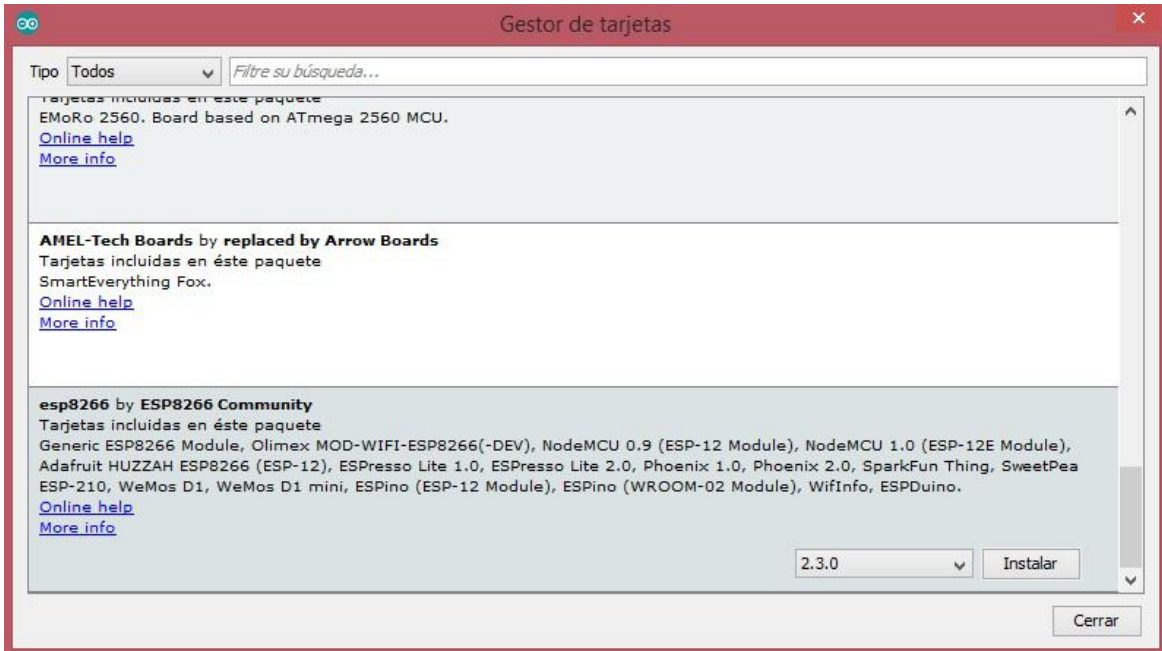 Gestor de tarjetas
Tipo Todos Filtre su búsqueda...
Tarjetas incluidas en éste paquete
EMoRo 2560. Board based on ATmega 2560 MCU.
Online help
More info
AMEL-Tech Boards by replaced by Arrow Boards
Tarjetas incluidas en éste paquete
SmartEverything Fox.
Online help
More info
esp8266 by ESP8266 Community
Tarjetas incluidas en éste paquete
Generic ESP8266 Module, Olimex MOD-WIFI-ESP8266(-DEV), NodeMCU 0.9 (ESP-12 Module), NodeMCU 1.0 (ESP-12E Module),
Adafruit HUZZAH ESP8266 (ESP-12), ESPresso Lite 1.0, ESPresso Lite 2.0, Phoenix 1.0, Phoenix 2.0, SparkFun Thing, SweetPea
ESP-210, WeMos D1, WeMos D1 mini, ESPino (ESP-12 Module), ESPino (WROOM-02 Module), WifInfo, ESPDuino.
Online help
More info
2.3.0 Instalar
Cerrar